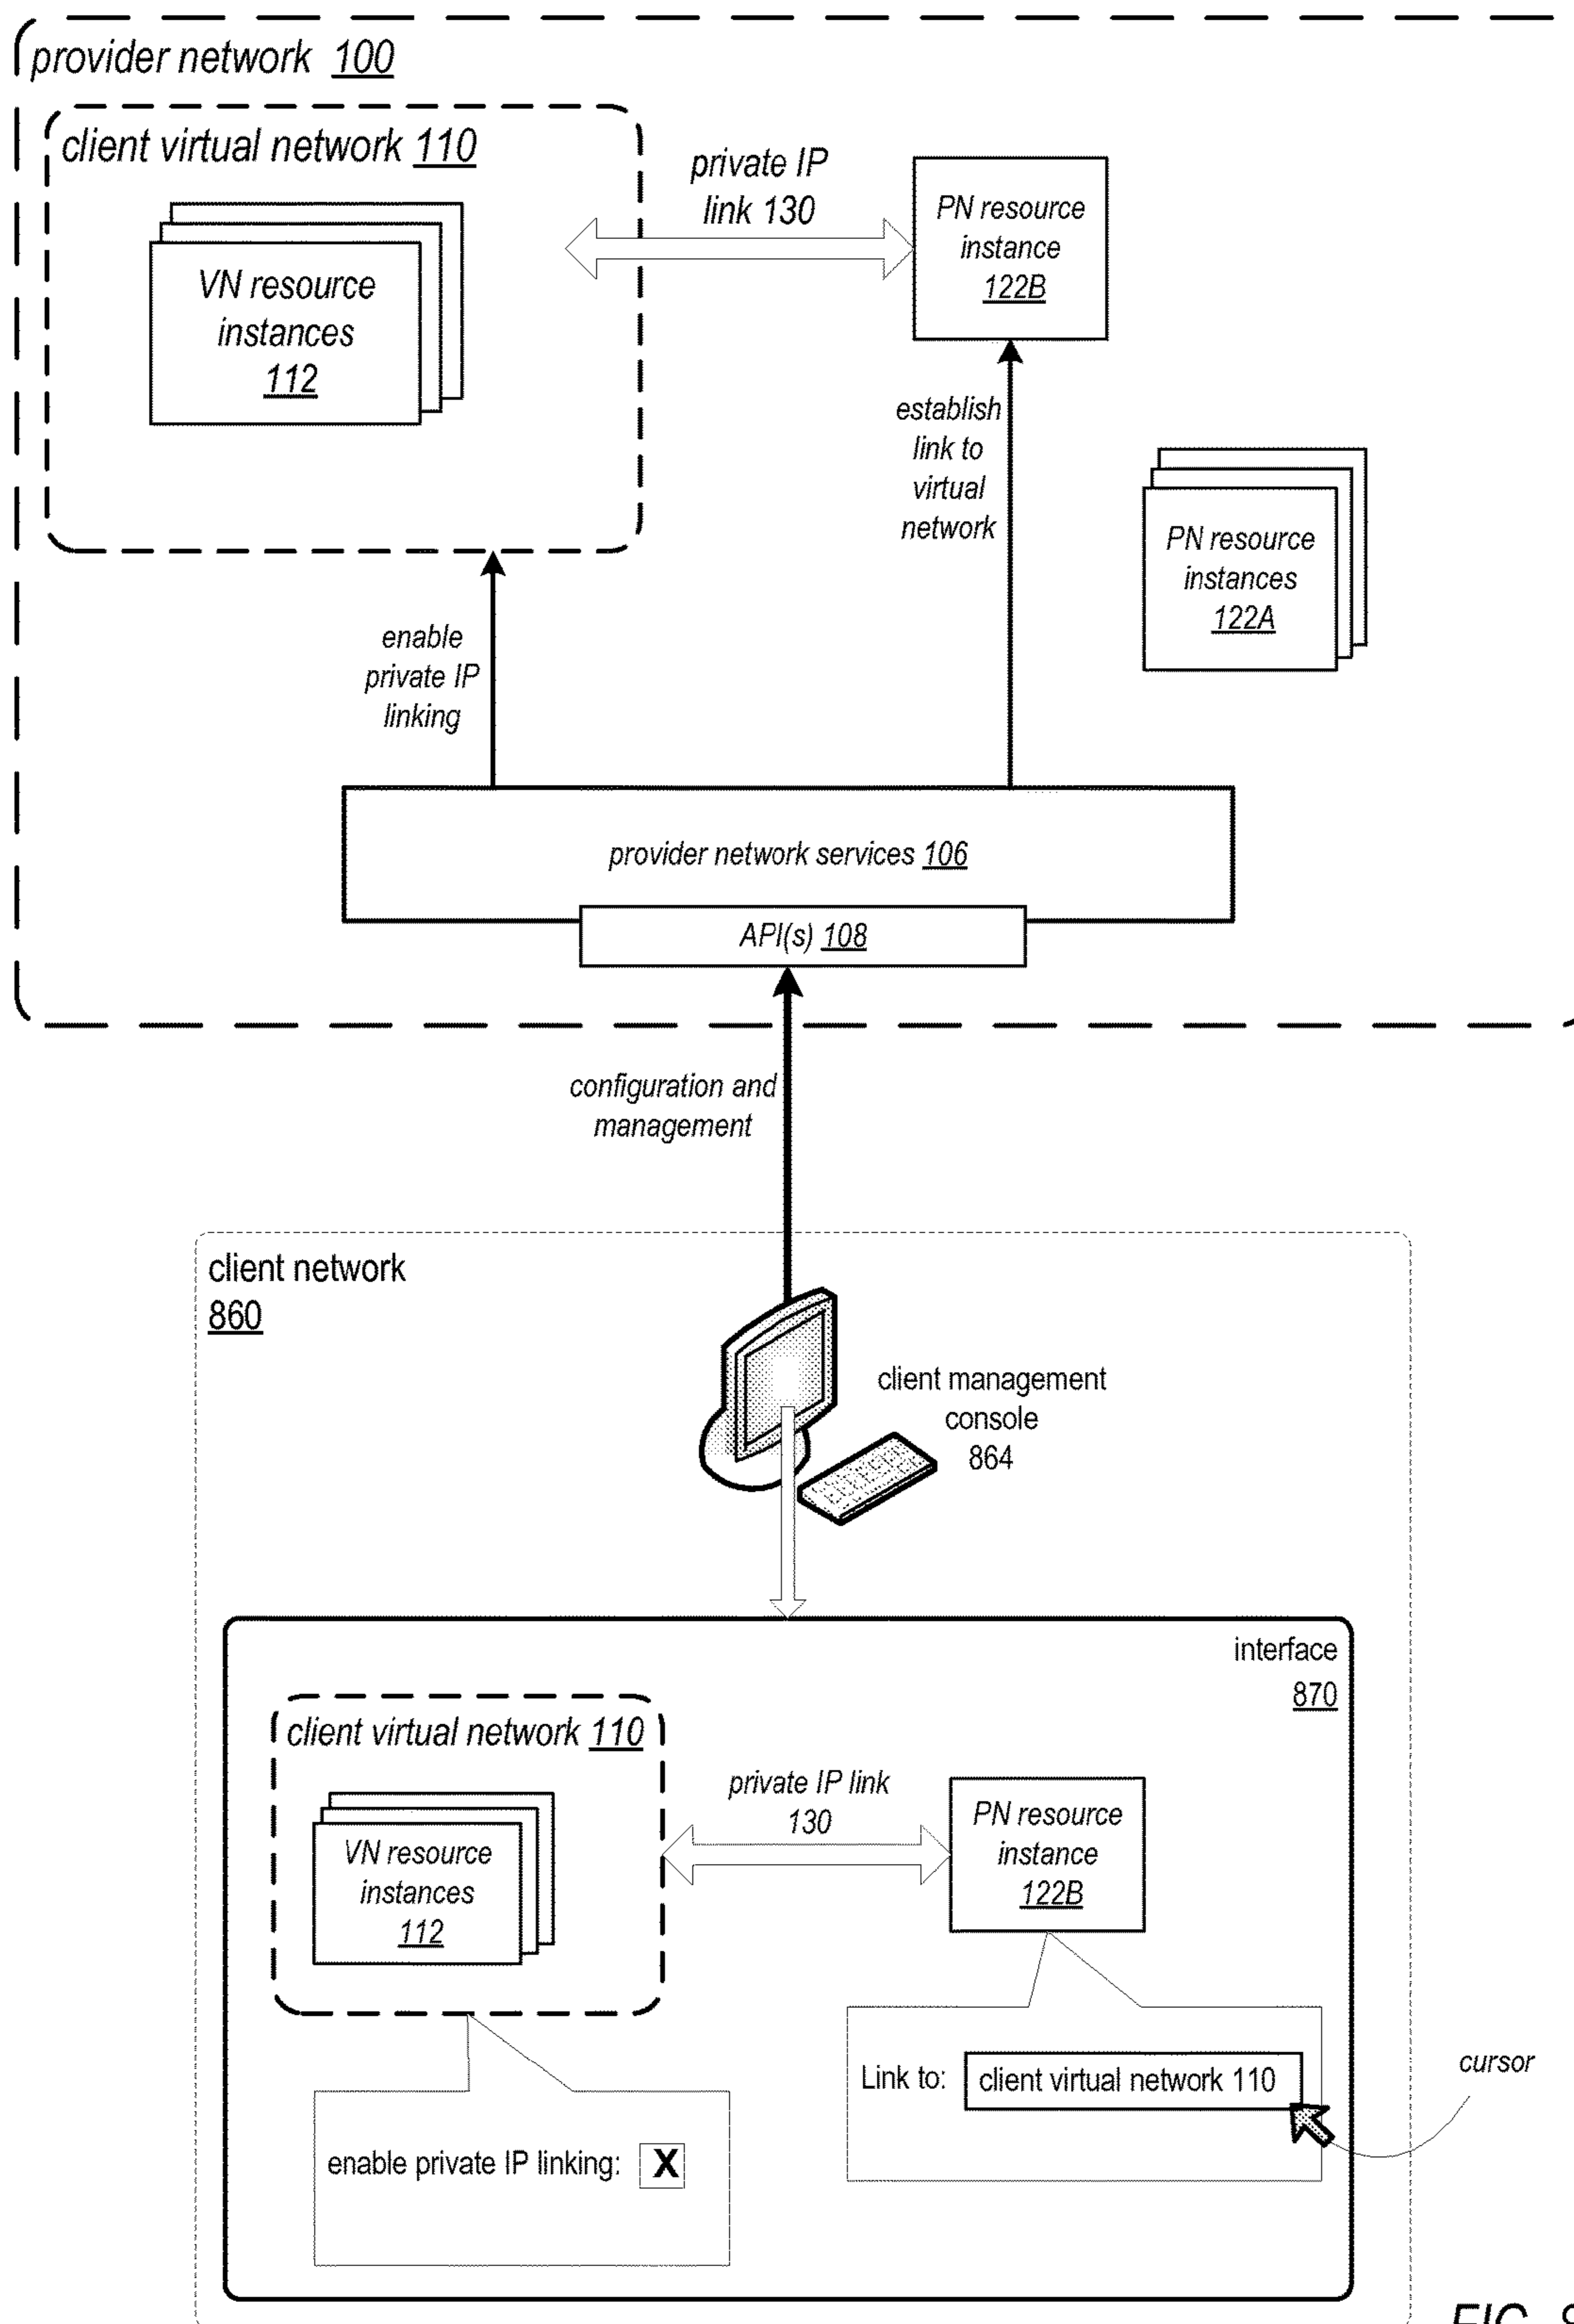 provider network 100
client virtual network 110
private IP
link 130
PN resource
instance
122B
VN resource
instances
112
establish
link to
virtual
network
PN resource
instances
122A
enable
private IP
linking
provider network services 106
API(s) 108
configuration and
management
client network
860
client management
console
864
interface
870
client virtual network 110
private IP link
130
PN resource
instance
122B
VN resource
instances
112
Link to: client virtual network 110
cursor
enable private IP linking: X
FIG. 8